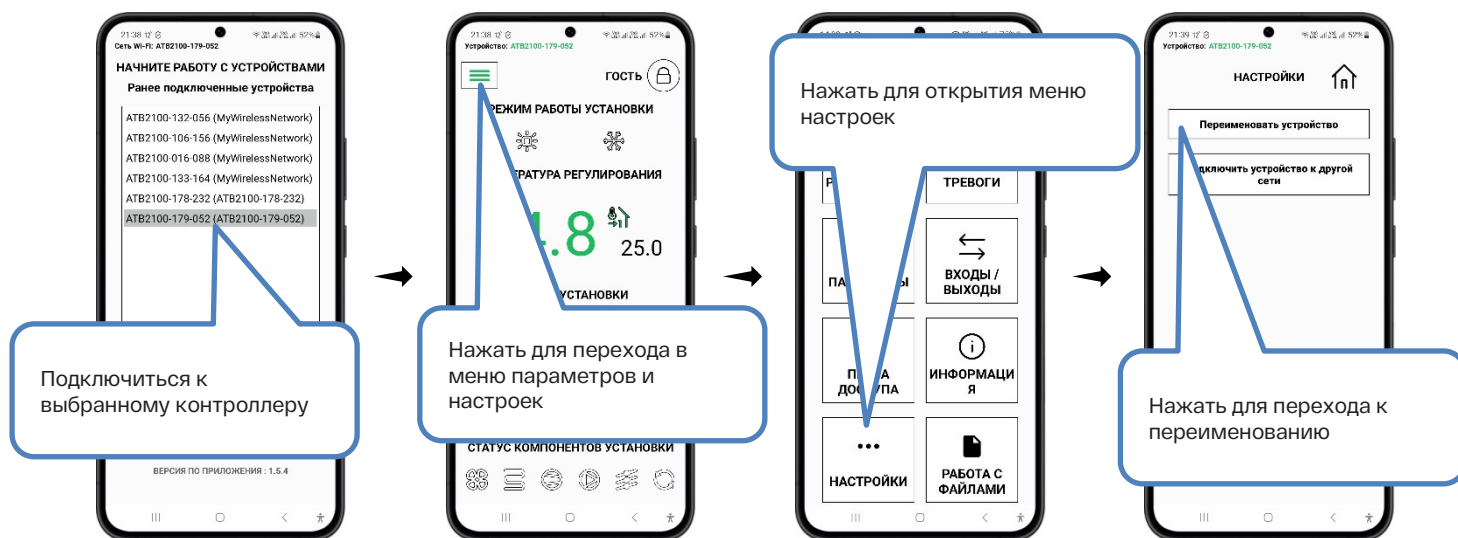 21:38
52%
Сеть Wi-Fi: ATB2100-179-052
НАЧНИТЕ РАБОТУ С УСТРОЙСТВАМИ
Ранее подключенные устройства
ATB2100-132-056 (MyWirelessNetwork)
ATB2100-106-156 (MyWirelessNetwork)
ATB2100-016-088 (MyWirelessNetwork)
ATB2100-133-164 (MyWirelessNetwork)
ATB2100-178-232 (ATB2100-178-232)
ATB2100-179-052 (ATB2100-179-052)
Подключиться к
выбранному контроллеру
ВЕРСИЯ ПО ПРИЛОЖЕНИЯ : 1.5.4
21:38
52%
Устройство: ATB2100-179-052
ГОСТЬ
РЕЖИМ РАБОТЫ УСТАНОВКИ
РАТУРА РЕГУЛИРОВАНИЯ
4.8
25.0
УСТАНОВКИ
Нажать для перехода в
меню параметров и
настроек
СТАТУС КОМПОНЕНТОВ УСТАНОВКИ
Нажать для открытия меню
настроек
ТРЕВОГИ
ВХОДЫ /
ВЫХОДЫ
ИНФОРМАЦИ
Я
НАСТРОЙКИ
РАБОТА С
ФАЙЛАМИ
21:39
52%
Устройство: ATB2100-179-052
НАСТРОЙКИ
Переименовать устройство
дключить устройство к другой
сети
Нажать для перехода к
переименованию